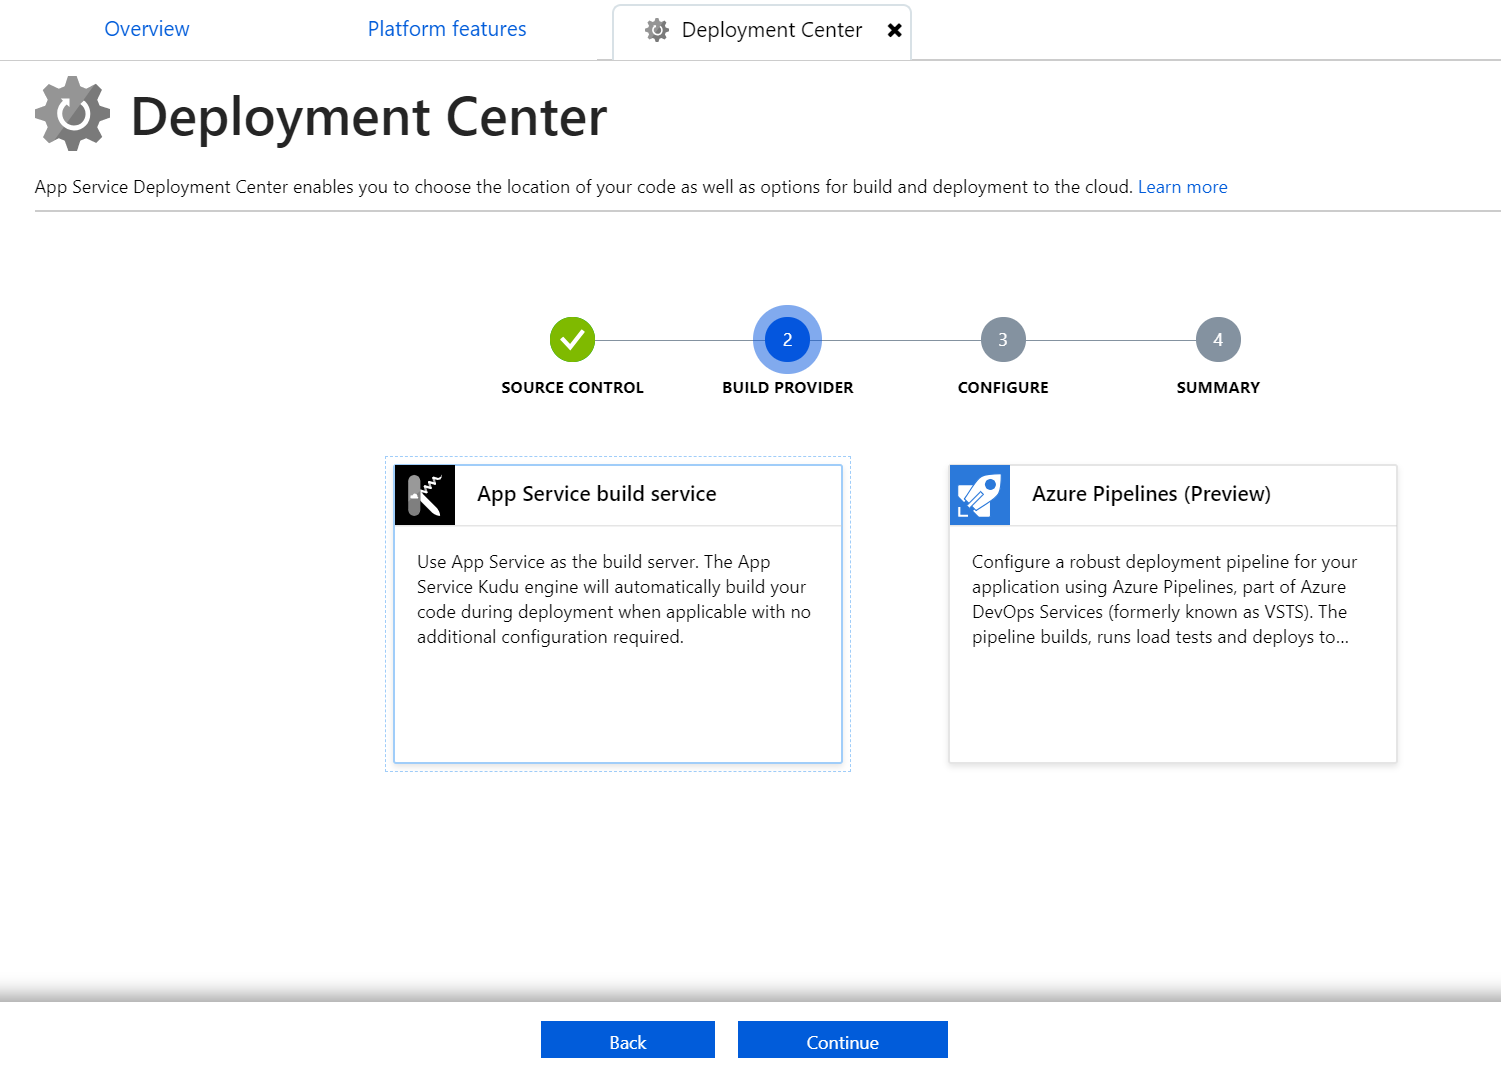 Overview
Platform features
Deployment Center
Deployment Center
App Service Deployment Center enables you to choose the location of your code as well as options for build and deployment to the cloud. Learn more
2
3
4
SOURCE CONTROL
BUILD PROVIDER
CONFIGURE
SUMMARY
App Service build service
Use App Service as the build server. The App
Service Kudu engine will automatically build your
code during deployment when applicable with no
additional configuration required.
Azure Pipelines (Preview)
Configure a robust deployment pipeline for your
application using Azure Pipelines, part of Azure
DevOps Services (formerly known as VSTS). The
pipeline builds, runs load tests and deploys to...
Back
Continue